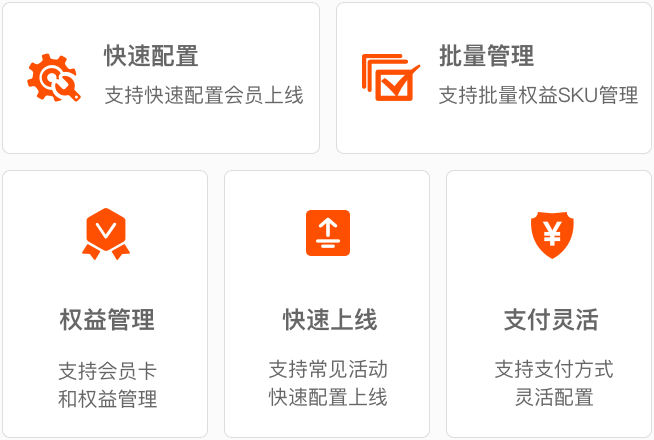 快速配置
支持快速配置会员上线
批量管理
支持批量权益SKU管理
权益管理
支持会员卡
和权益管理
快速上线
支持常见活动
快速配置上线
¥
支付灵活
支持支付方式
灵活配置